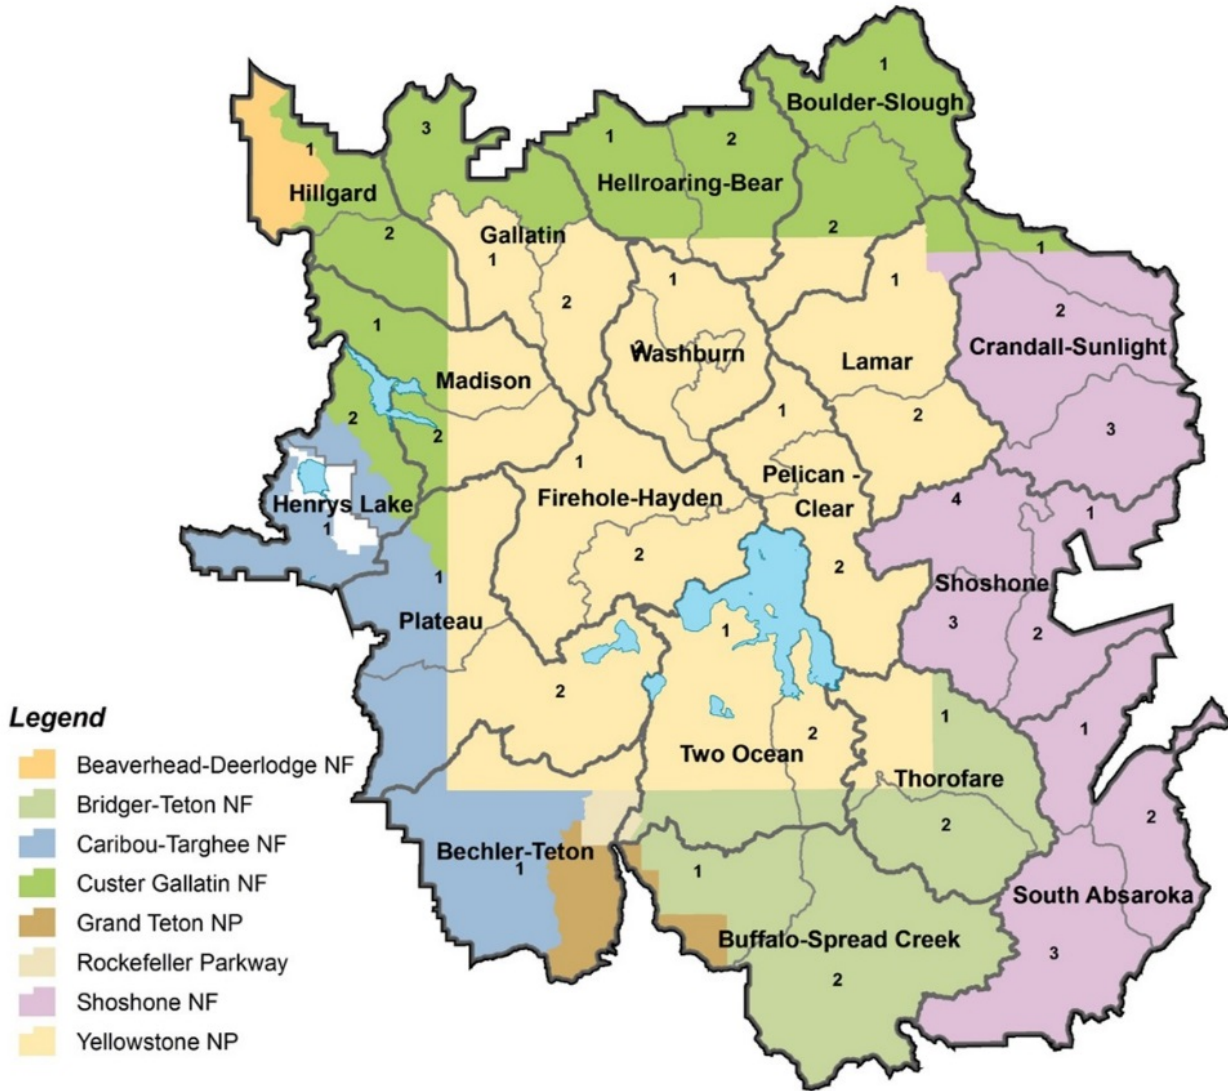 1
Boulder-Slough
3
1
2
1
Hillgard
Hellroaring-Bear
2
Gallatin
2
1
1
1
1
2
2
1
2
Crandall-Sunlight
Washburn
Lamar
Madison
2
1
2
2
3
1
Pelican -
Clear
Firehole-Hayden
4
1
Henrys Lake
1
2
2
1
Shoshone
Plateau
3
2
1
2
1
1
2
Two Ocean
Thorofare
2
2
Bechler-Teton
1
1
South Absaroka
Buffalo-Spread Creek
3
2
Legend
Beaverhead-Deerlodge NF
Bridger-Teton NF
Caribou-Targhee NF
Custer Gallatin NF
Grand Teton NP
Rockefeller Parkway
Shoshone NF
Yellowstone NP